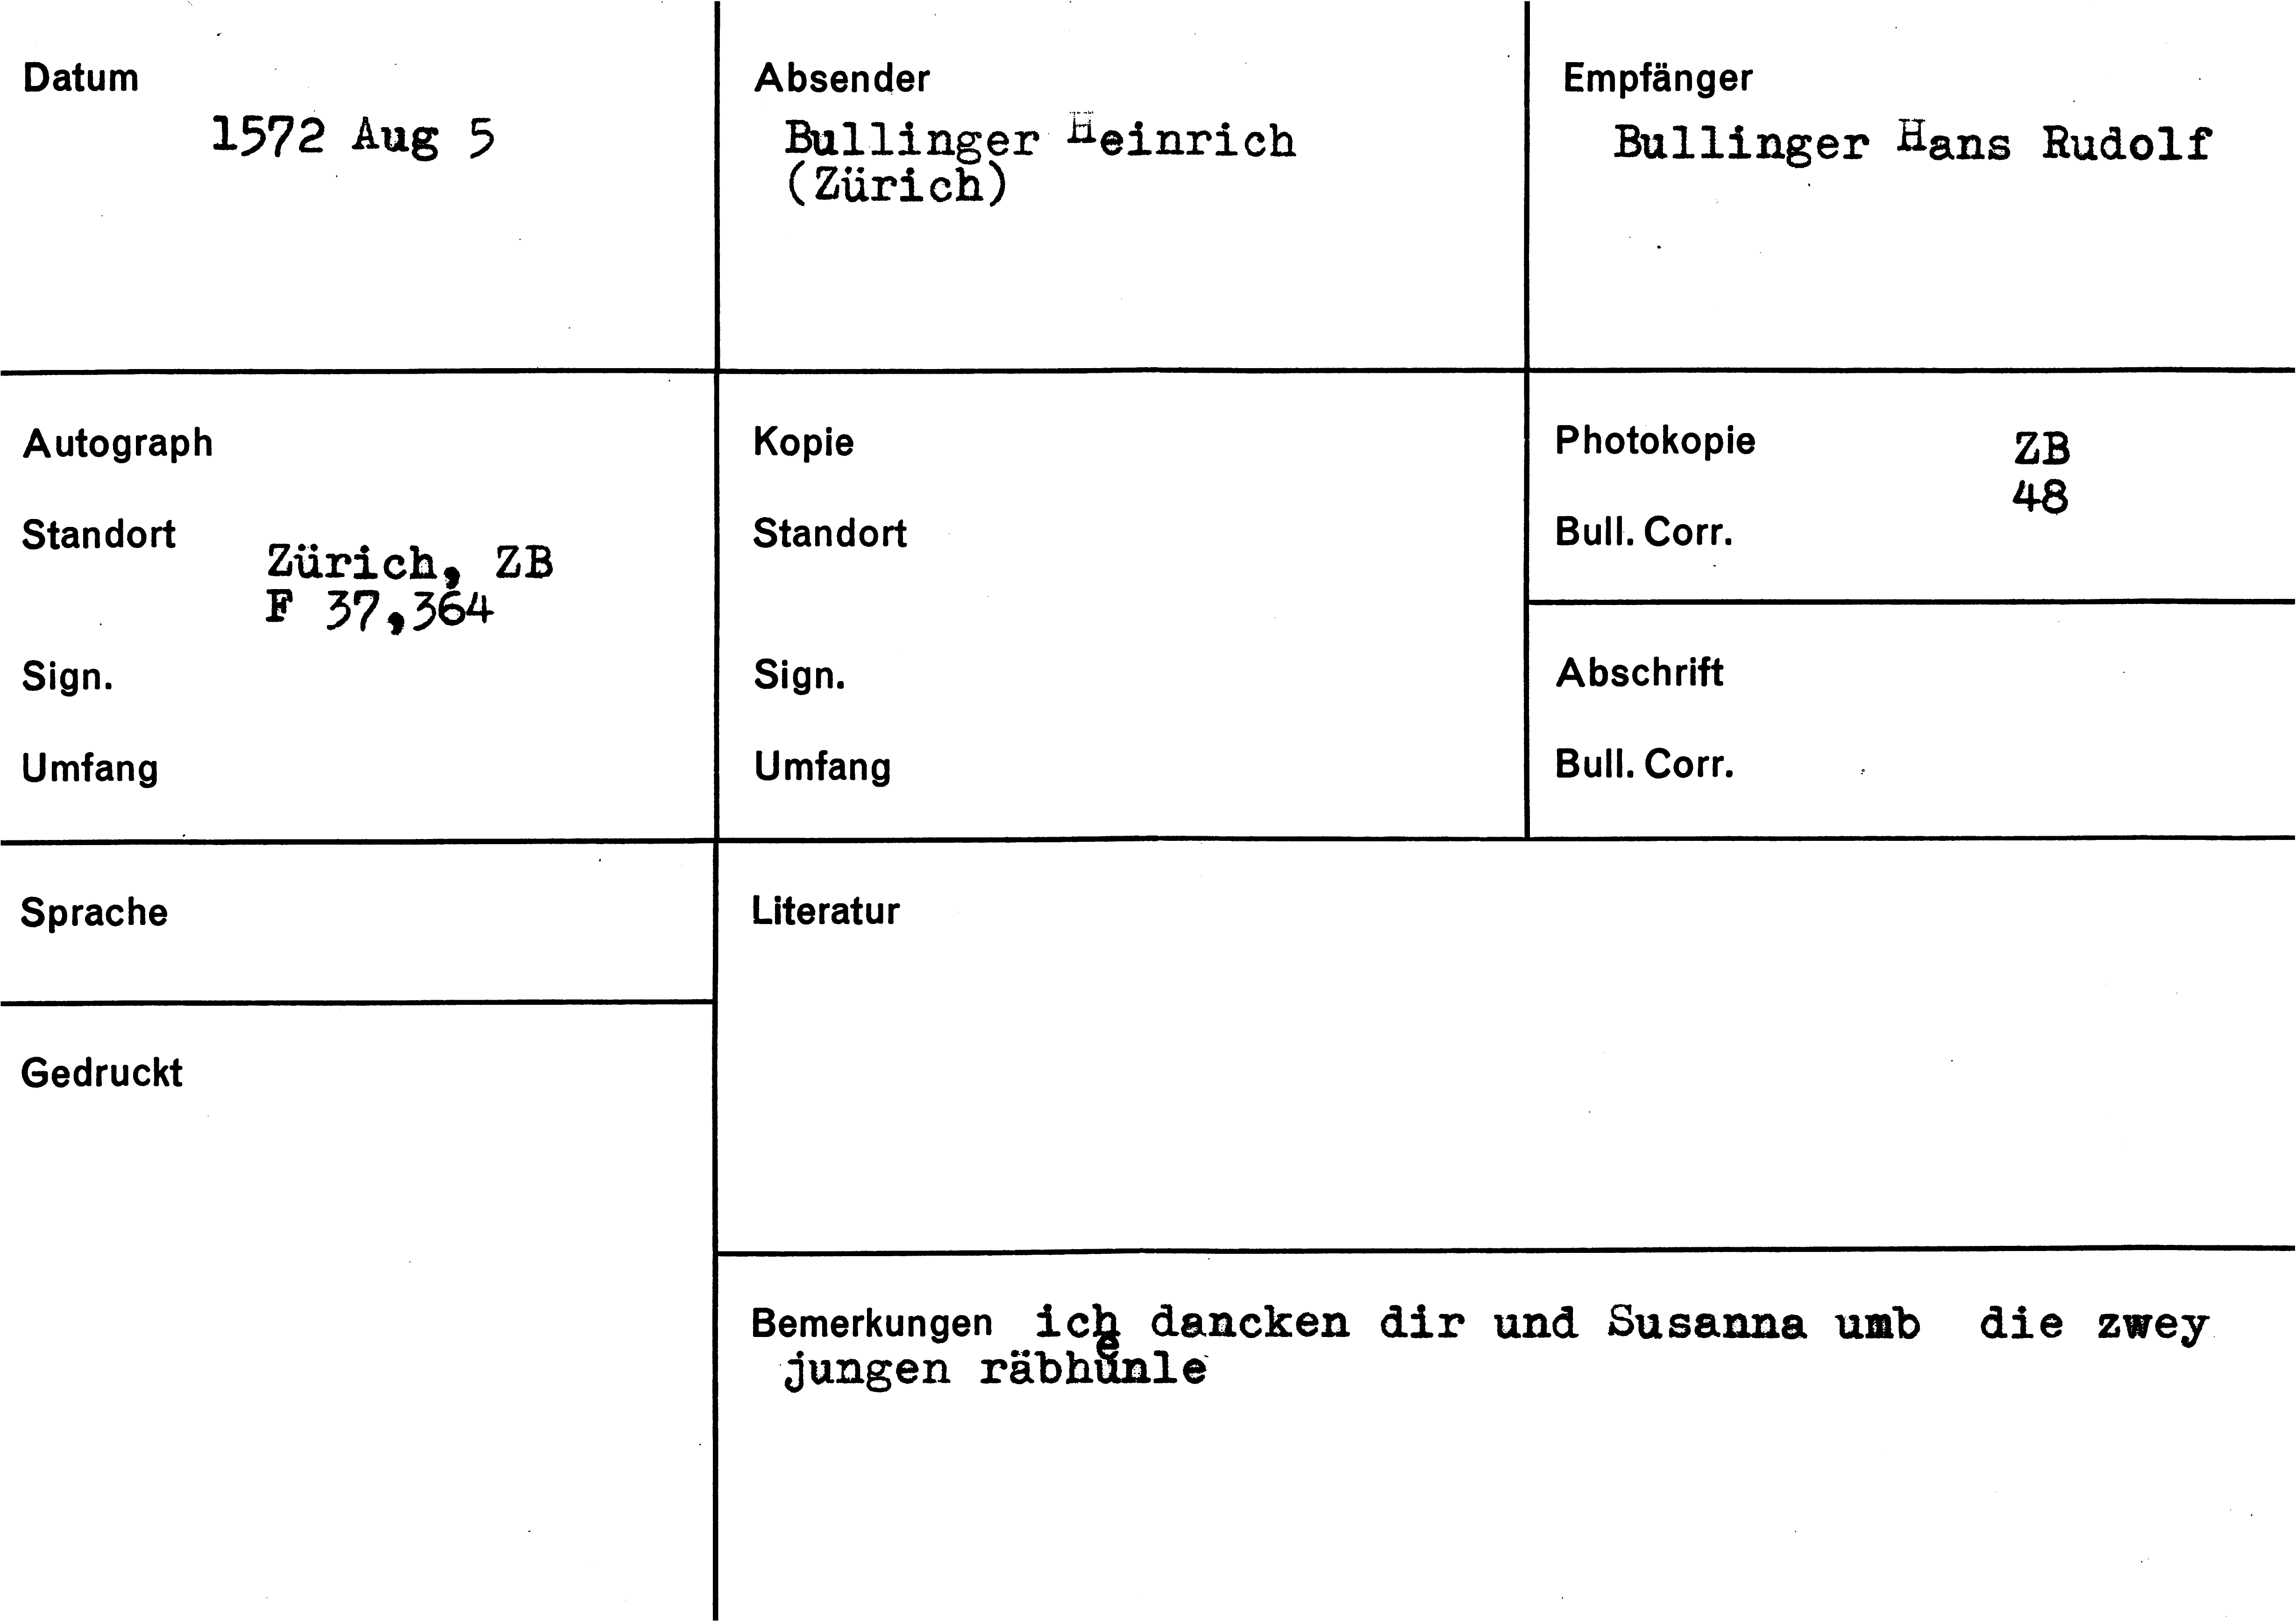 Datum
1572 Aug 5
Absender
Bullinger Heinrich
(Zürich)
Empfänger
Bullinger Hans Rudolf
Autograph
Standort
Zürich, ZB
F 37,364
Sign.
Umfang
Kopie
Standort
Sign.
Umfang
Photokopie ZB
48
Bull. Corr.
Abschrift
Bull. Corr.
Sprache
Gedruckt
Literatur
Bemerkungen ich dancken dir und Susanna umb die zwey
jungen räbhuͤnle